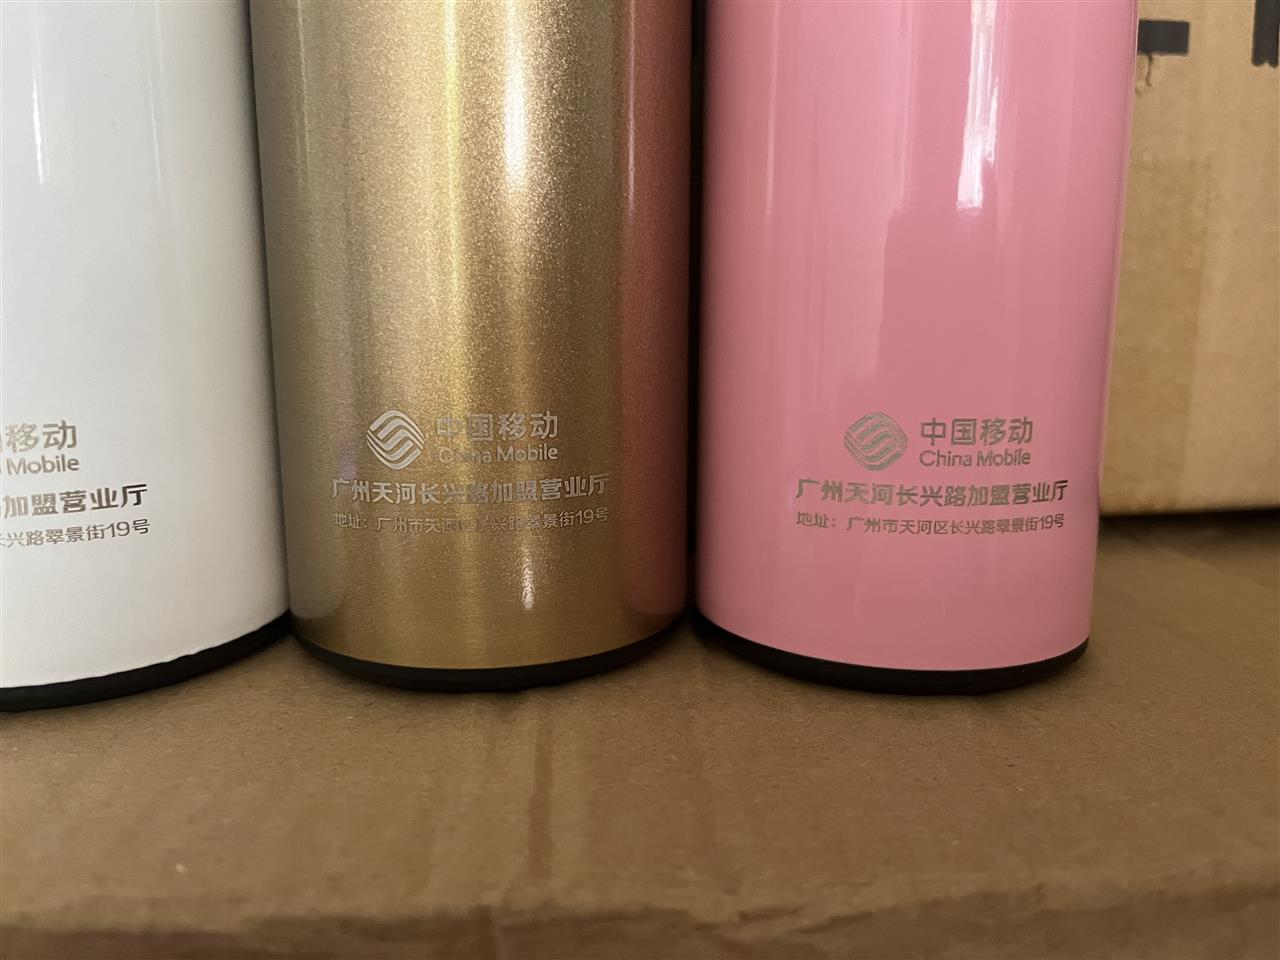 移动
Mobile
加盟营业厅
长兴路翠景街19号
中国移动
China Mobile
广州天河长兴路加盟营业厅
地址：广州市天河区长兴路翠景街19号
中国移动
China Mobile
广州天河长兴路加盟营业厅
地址：广州市天河区长兴路翠景街19号